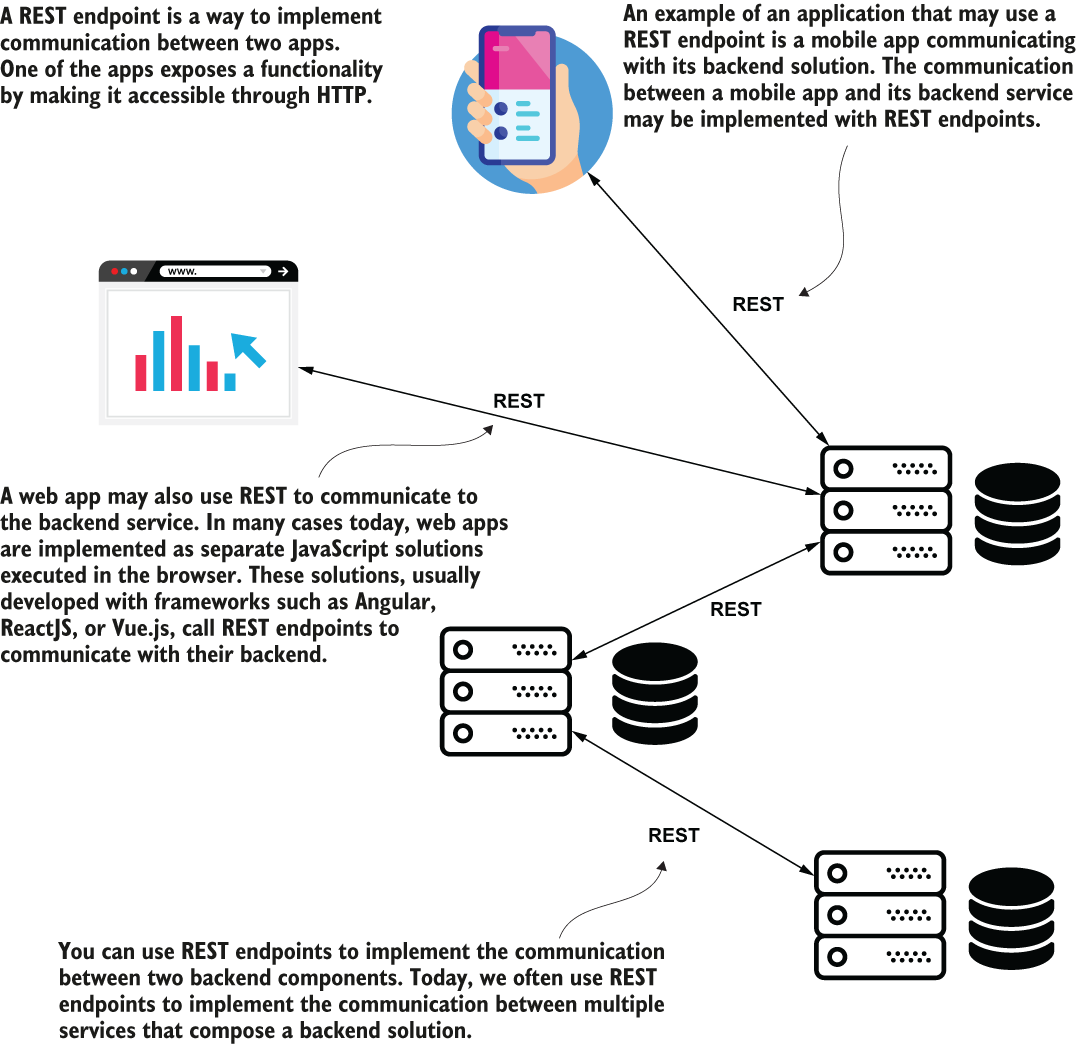 A REST endpoint is a way to implement
communication between two apps.
One of the apps exposes a functionality
by making it accessible through HTTP.
An example of an application that may use a
REST endpoint is a mobile app communicating
with its backend solution. The communication
between a mobile app and its backend service
may be implemented with REST endpoints.
www.
REST
REST
A web app may also use REST to communicate to
the backend service. In many cases today, web apps
are implemented as separate JavaScript solutions
executed in the browser. These solutions, usually
developed with frameworks such as Angular,
ReactJS, or Vue.js, call REST endpoints to
communicate with their backend.
REST
REST
You can use REST endpoints to implement the communication
between two backend components. Today, we often use REST
endpoints to implement the communication between multiple
services that compose a backend solution.